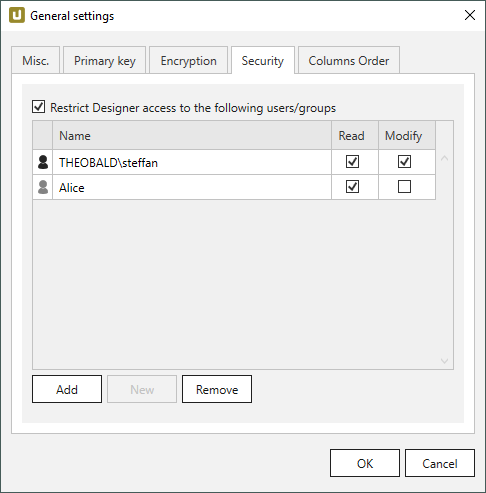 General settings
Misc. Primary key Encryption Security Columns Order
Restrict Designer access to the following users/groups
Name Read Modify
THEOBALD\steffan
Alice
Add New Remove
OK Cancel